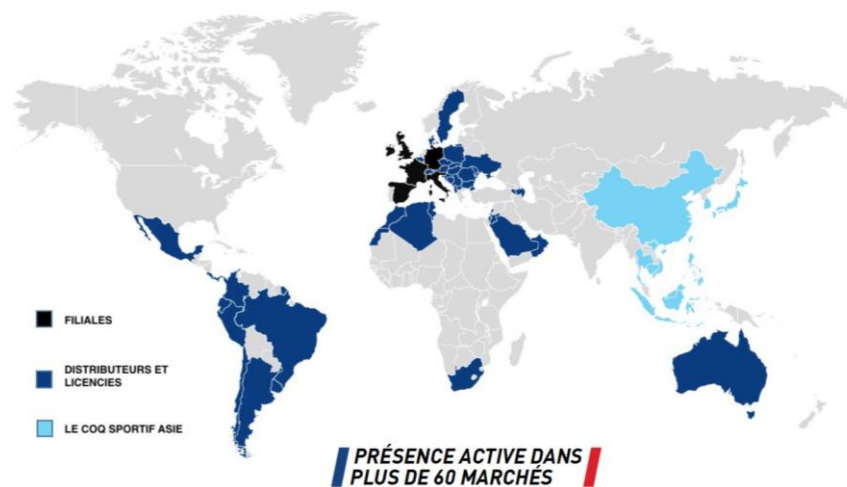 FILIALES
DISTRIBUTEURS ET
LICENCIES
LE COQ SPORTIF ASIE
PRÉSENCE ACTIVE DANS
PLUS DE 60 MARCHÉS